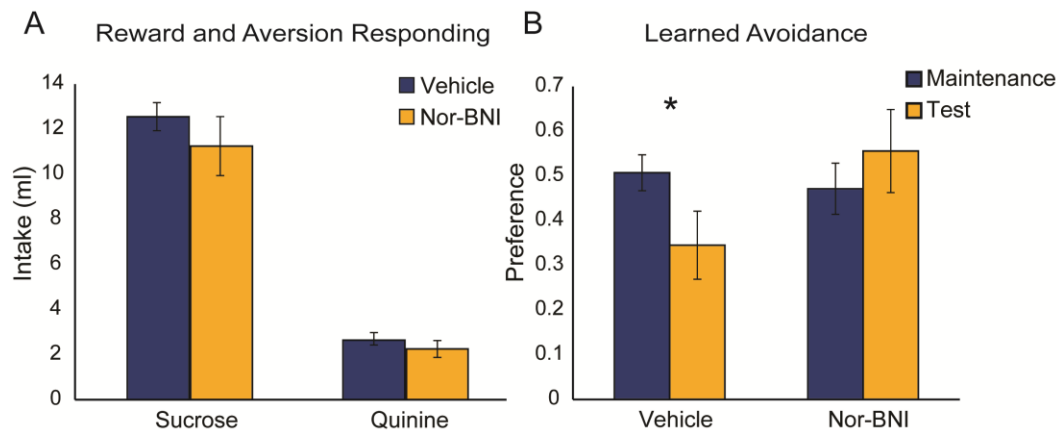 A
Reward and Aversion Responding
Vehicle
Nor-BNI
14
12
10
8
6
4
2
0
Intake (ml)
Sucrose
Quinine
B
Learned Avoidance
Maintenance
Test
*
0.7
0.6
0.5
0.4
0.3
0.2
0.1
0
Preference
Vehicle
Nor-BNI